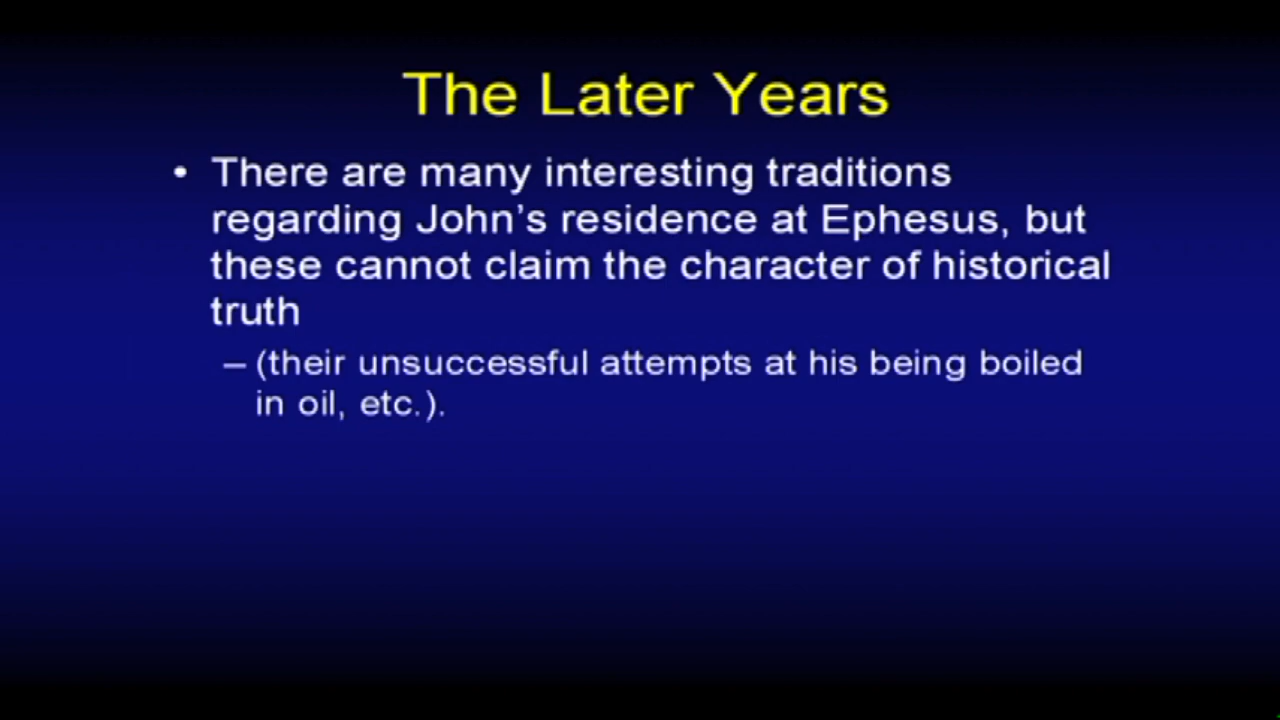 The Later Years
• There are many interesting traditions
regarding John’s residence at Ephesus, but
these cannot claim the character of historical
truth
– (their unsuccessful attempts at his being boiled
in oil, etc.).